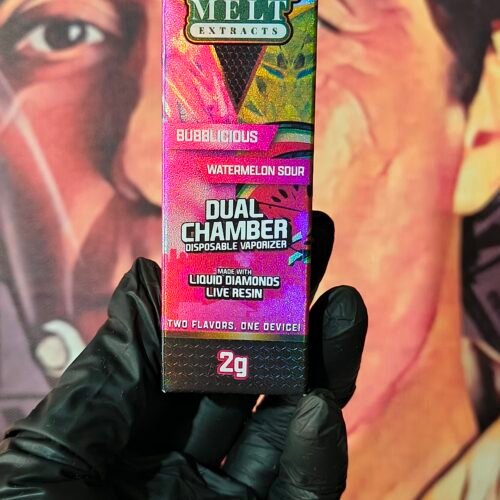 MELT
EXTRACTS
BUBBLICIOUS
WATERMELON SOUR
DUAL
CHAMBER
DISPOSABLE VAPORIZER
MADE WITH
LIQUID DIAMONDS
LIVE RESIN
TWO FLAVORS, ONE DEVICE!
2g